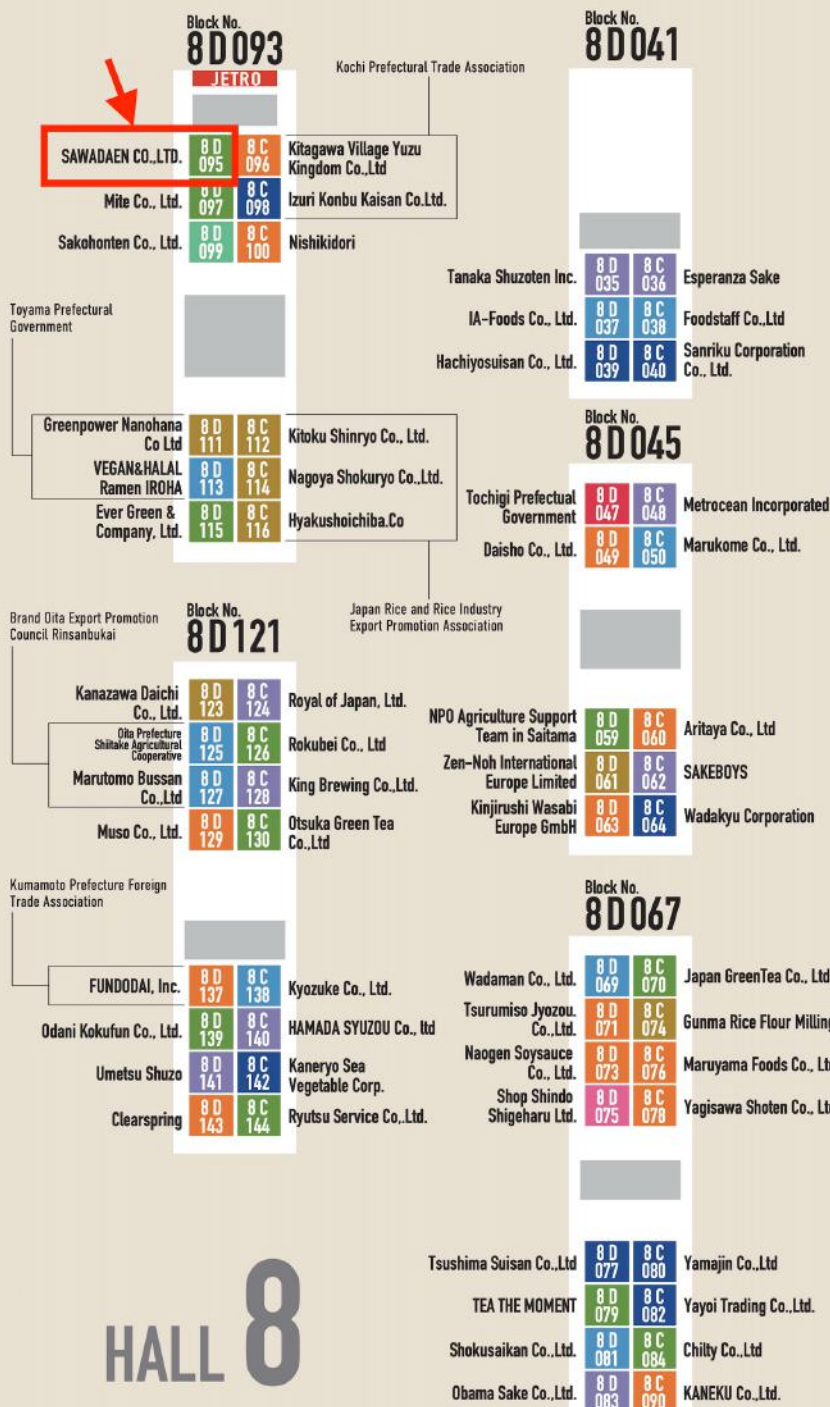 Block No.
8D093
JETRO
Kochi Prefectural Trade Association
SAWADAEN CO.,LTD.
8D
095
8C
096
Kitagawa Village Yuzu
Kingdom Co.,Ltd
Mite Co., Ltd.
8D
097
8C
098
Izuri Konbu Kaisan Co.Ltd.
Sakohonten Co., Ltd.
8D
099
8C
100
Nishikidori
Toyama Prefectural
Government
Greenpower Nanohana
Co Ltd
8D
111
8C
112
Kitoku Shinryo Co., Ltd.
VEGAN&HALAL
Ramen IROHA
8D
113
8C
114
Nagoya Shokuryo Co.,Ltd.
Ever Green &
Company, Ltd.
8D
115
8C
116
Hyakushoichiba.Co
Japan Rice and Rice Industry
Export Promotion Association
Brand Oita Export Promotion
Council Rinsanbukai
Block No.
8D121
Kanazawa Daichi
Co., Ltd.
8D
123
8C
124
Royal of Japan, Ltd.
Oita Prefecture
Shiitake Agricultural
Cooperative
8D
125
8C
126
Rokubei Co., Ltd
Marutomo Bussan
Co.,Ltd
8D
127
8C
128
King Brewing Co.,Ltd.
Muso Co., Ltd.
8D
129
8C
130
Otsuka Green Tea
Co.,Ltd
Kumamoto Prefecture Foreign
Trade Association
FUNDODAI, Inc.
8D
137
8C
138
Kyozuke Co., Ltd.
Odani Kokufun Co., Ltd.
8D
139
8C
140
HAMADA SYUZOU Co., ltd
Umetsu Shuzo
8D
141
8C
142
Kaneryo Sea
Vegetable Corp.
Clearspring
8D
143
8C
144
Ryutsu Service Co,.Ltd.
HALL 8
Block No.
8D041
Tanaka Shuzoten Inc.
8D
035
8C
036
Esperanza Sake
IA-Foods Co., Ltd.
8D
037
8C
038
Foodstaff Co.,Ltd
Hachiyosuisan Co., Ltd.
8D
039
8C
040
Sanriku Corporation
Co., Ltd.
Block No.
8D045
Tochigi Prefectual
Government
8D
047
8C
048
Metrocean Incorporated
Daisho Co., Ltd.
8D
049
8C
050
Marukome Co., Ltd.
NPO Agriculture Support
Team in Saitama
8D
059
8C
060
Aritaya Co., Ltd
Zen-Noh International
Europe Limited
8D
061
8C
062
SAKEBOYS
Kinjirushi Wasabi
Europe GmbH
8D
063
8C
064
Wadakyu Corporation
Block No.
8D067
Wadaman Co., Ltd.
8D
069
8C
070
Japan GreenTea Co., Ltd
Tsurumiso Jyozou.
Co.,Ltd.
8D
071
8C
074
Gunma Rice Flour Milling
Naogen Soysauce
Co., Ltd.
8D
073
8C
076
Maruyama Foods Co.,
Shop Shindo
Shigeharu Ltd.
8D
075
8C
078
Yagisawa Shoten Co.,
Tsushima Suisan Co.,Ltd
8D
077
8C
080
Yamajin Co.,Ltd
TEA THE MOMENT
8D
079
8C
082
Yayoi Trading Co.,Ltd.
Shokusaikan Co.,Ltd.
8D
081
8C
084
Chilty Co.,Ltd
Obama Sake Co.,Ltd.
8D
083
8C
090
KANEKU Co.,Ltd.